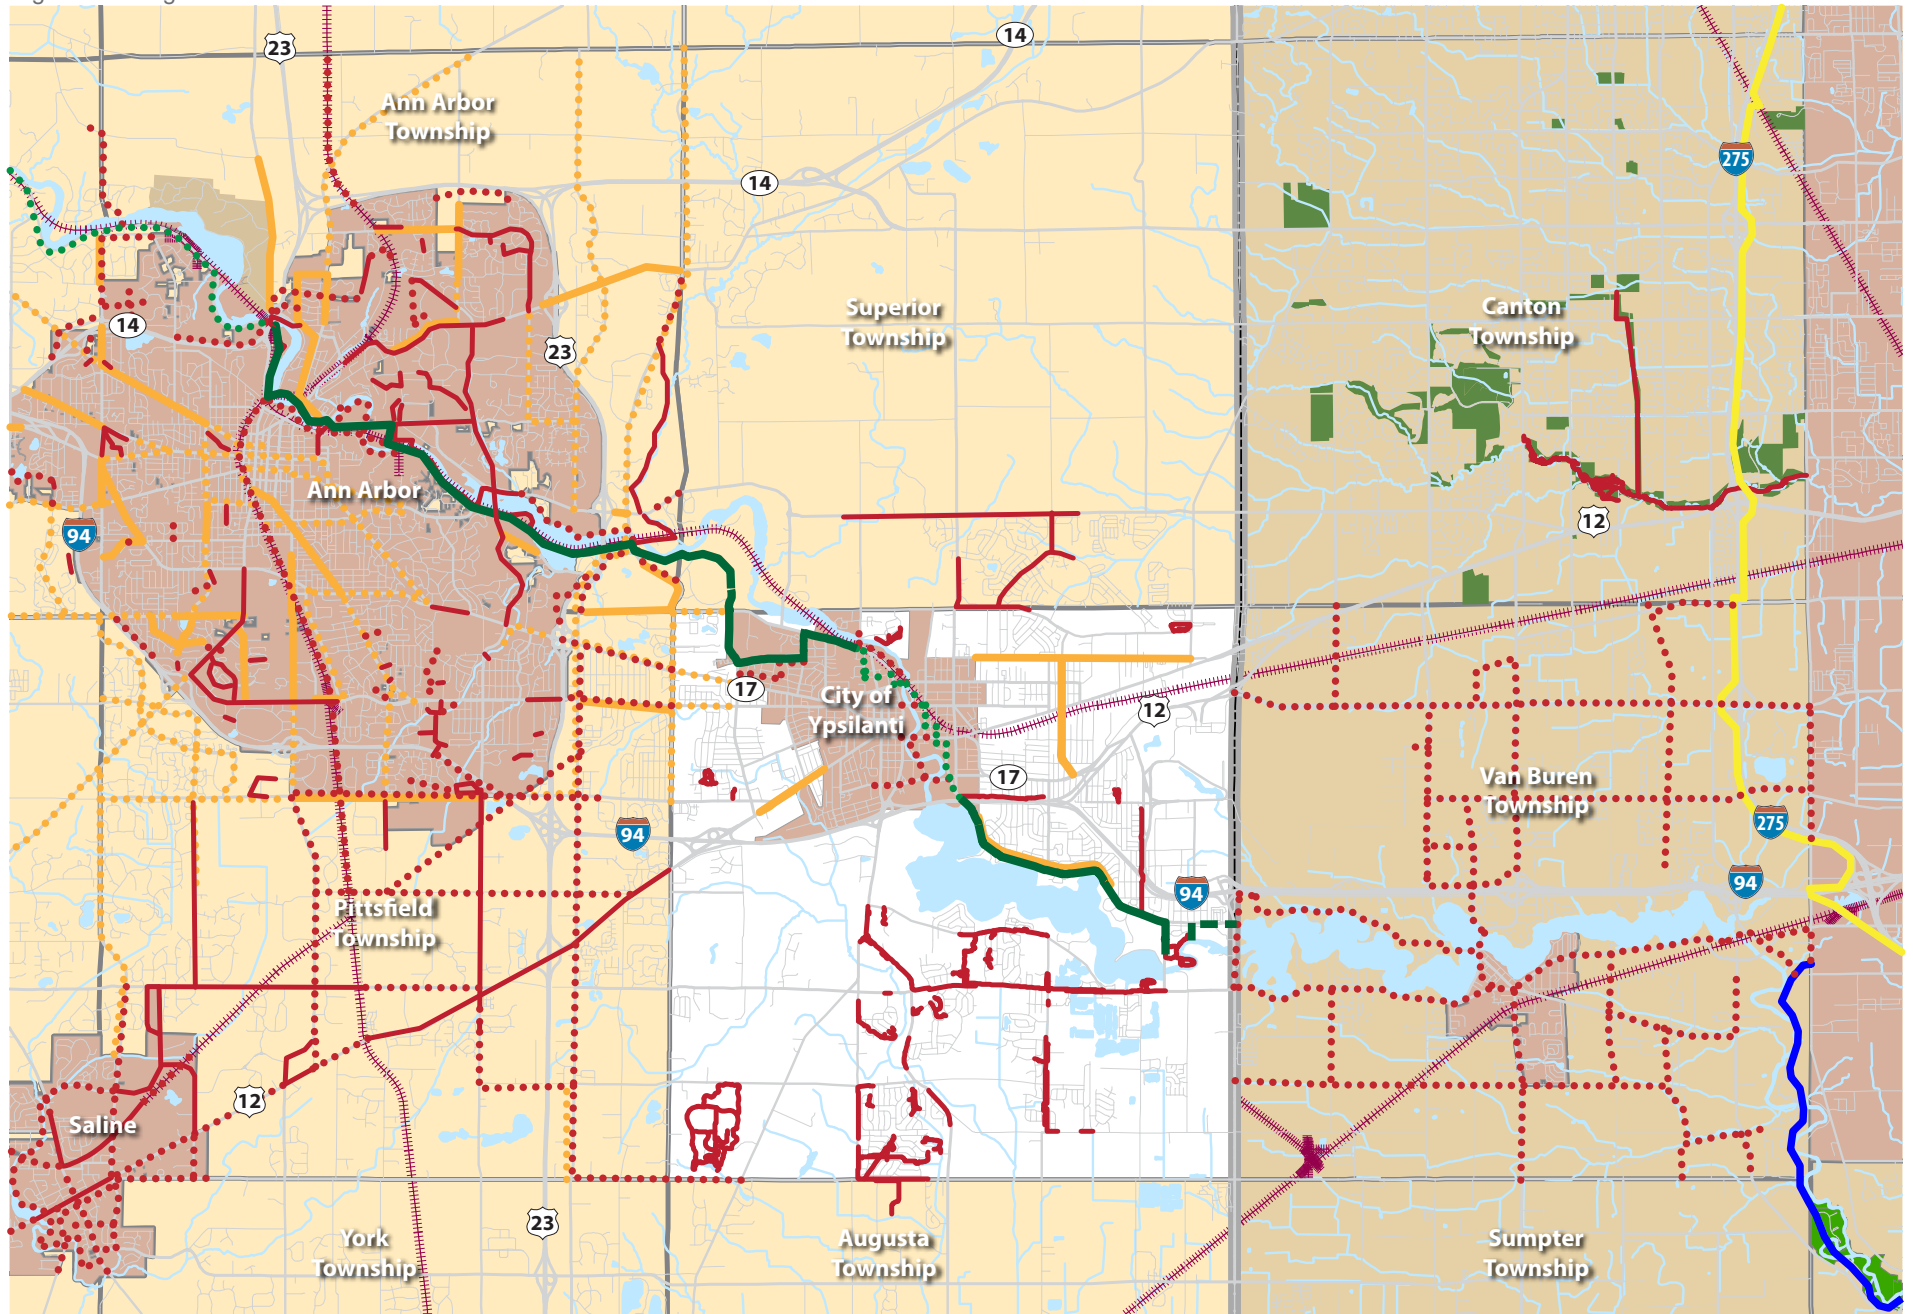 23
14
Ann Arbor
Township
275
14
Superior
Township
Canton
Township
14
23
Ann Arbor
94
12
17
City of
Ypsilanti
12
17
Van Buren
Township
275
94
94
94
Pittsfield
Township
12
Saline
23
York
Township
Augusta
Township
Sumpter
Township